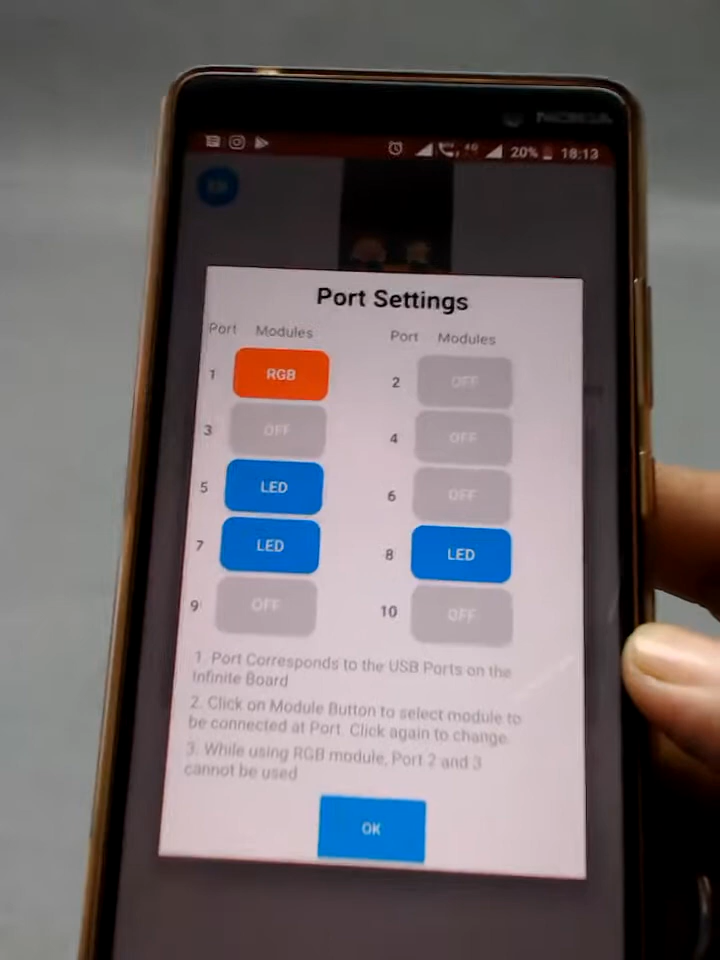 NOKIA
4G 20% 18:13
EN
Port Settings
Port Modules Port Modules
1 RGB 2 OFF
3 OFF 4 OFF
5 LED 6 OFF
7 LED 8 LED
9 OFF 10 OFF
1. Port Corresponds to the USB Ports on the
Infinite Board
2. Click on Module Button to select module to
be connected at Port. Click again to change.
3. While using RGB module, Port 2 and 3
cannot be used
OK